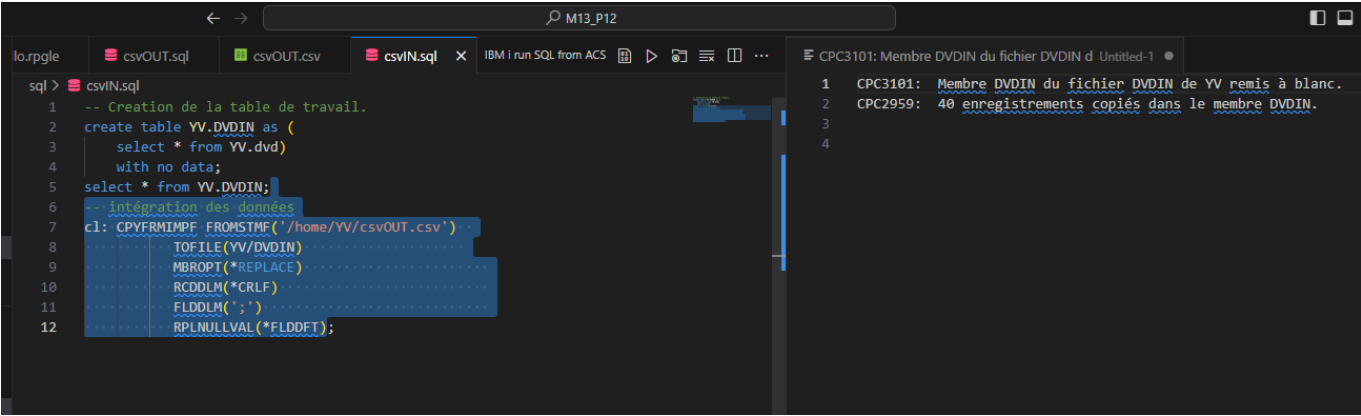 M13_P12
lo.rpgle
csvOUT.sql
csvOUT.csv
csvIN.sql
IBM i run SQL from ACS
CPC3101: Membre DVDIN du fichier DVDIN d Untitled-1
sql > csvIN.sql
1 -- Creation de la table de travail.
2 create table YV.DVDIN as (
3 select * from YV.dvd)
4 with no data;
5 select * from YV.DVDIN;
6 -- intégration des données
7 cl: CPYFRMIMPF FROMSTMF('/home/YV/csvOUT.csv')
8 TOFILE(YV/DVDIN)
9 MBROPT(*REPLACE)
10 RCDDLM(*CRLF)
11 FLDDLM(';')
12 RPLNULLVAL(*FLDDFT);
1 CPC3101: Membre DVDIN du fichier DVDIN de YV remis à blanc.
2 CPC2959: 40 enregistrements copiés dans le membre DVDIN.
3
4